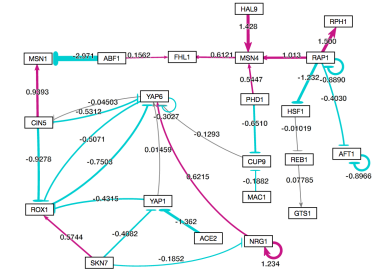 HAL9
RPH1
1.428
1.500
MSN1
-2.971
ABF1
0.1562
FHL1
0.6121
MSN4
1.013
RAP1
-0.8890
-1.232
0.5447
0.9393
-0.04503
YAP6
PHD1
-0.4030
-0.5312
-0.3027
HSF1
CIN5
-0.6510
-0.01019
-0.1293
-0.9278
-0.5071
0.01459
AFT1
-0.7503
CUP9
REB1
-0.8966
0.6215
-0.1882
0.07785
MAC1
ROX1
-0.4315
YAP1
GTS1
-1.362
0.5744
-0.4882
ACE2
NRG1
SKN7
-0.1852
1.234